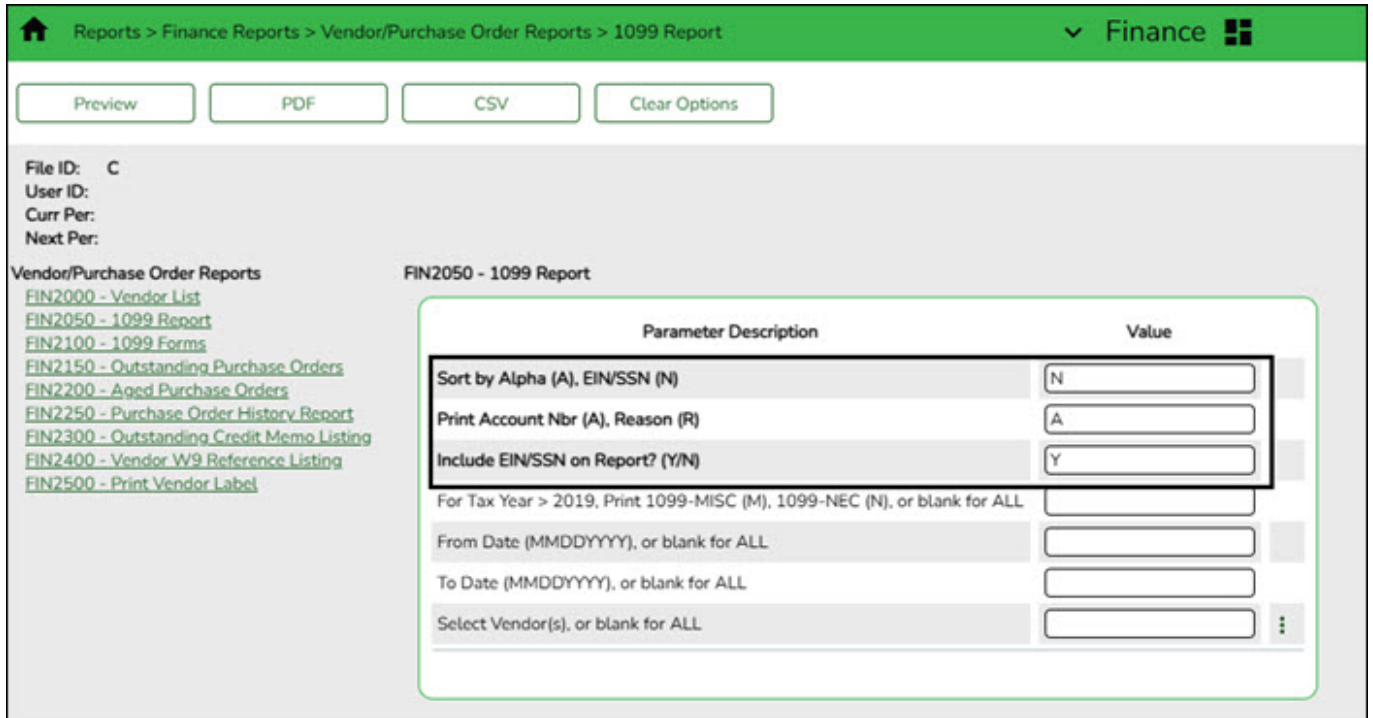 Reports > Finance Reports > Vendor/Purchase Order Reports > 1099 Report
Finance
Preview
PDF
CSV
Clear Options
File ID: C
User ID:
Curr Per:
Next Per:
Vendor/Purchase Order Reports
FIN2000 - Vendor List
FIN2050 - 1099 Report
FIN2100 - 1099 Forms
FIN2150 - Outstanding Purchase Orders
FIN2200 - Aged Purchase Orders
FIN2250 - Purchase Order History Report
FIN2300 - Outstanding Credit Memo Listing
FIN2400 - Vendor W9 Reference Listing
FIN2500 - Print Vendor Label
FIN2050 - 1099 Report
Parameter Description Value
Sort by Alpha (A), EIN/SSN (N) N
Print Account Nbr (A), Reason (R) A
Include EIN/SSN on Report? (Y/N) Y
For Tax Year > 2019, Print 1099-MISC (M), 1099-NEC (N), or blank for ALL
From Date (MMDDYYYY), or blank for ALL
To Date (MMDDYYYY), or blank for ALL
Select Vendor(s), or blank for ALL